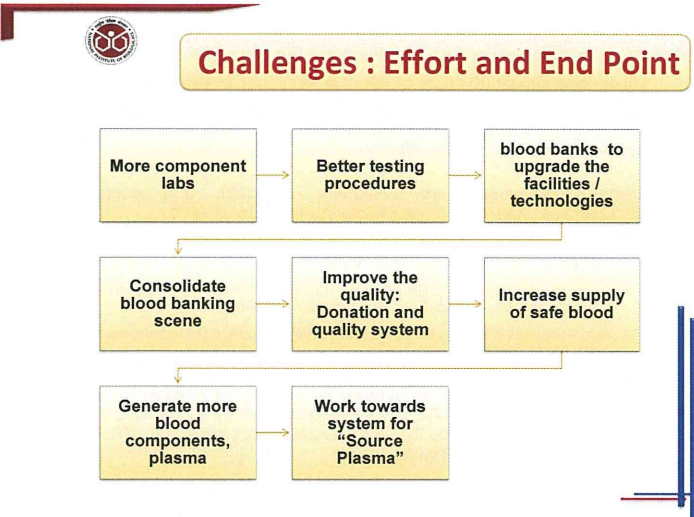 Challenges : Effort and End Point
More component
labs
Better testing
procedures
blood banks to
upgrade the
facilities /
technologies
Consolidate
blood banking
scene
Improve the
quality:
Donation and
quality system
Increase supply
of safe blood
Generate more
blood
components,
plasma
Work towards
system for
“Source
Plasma”